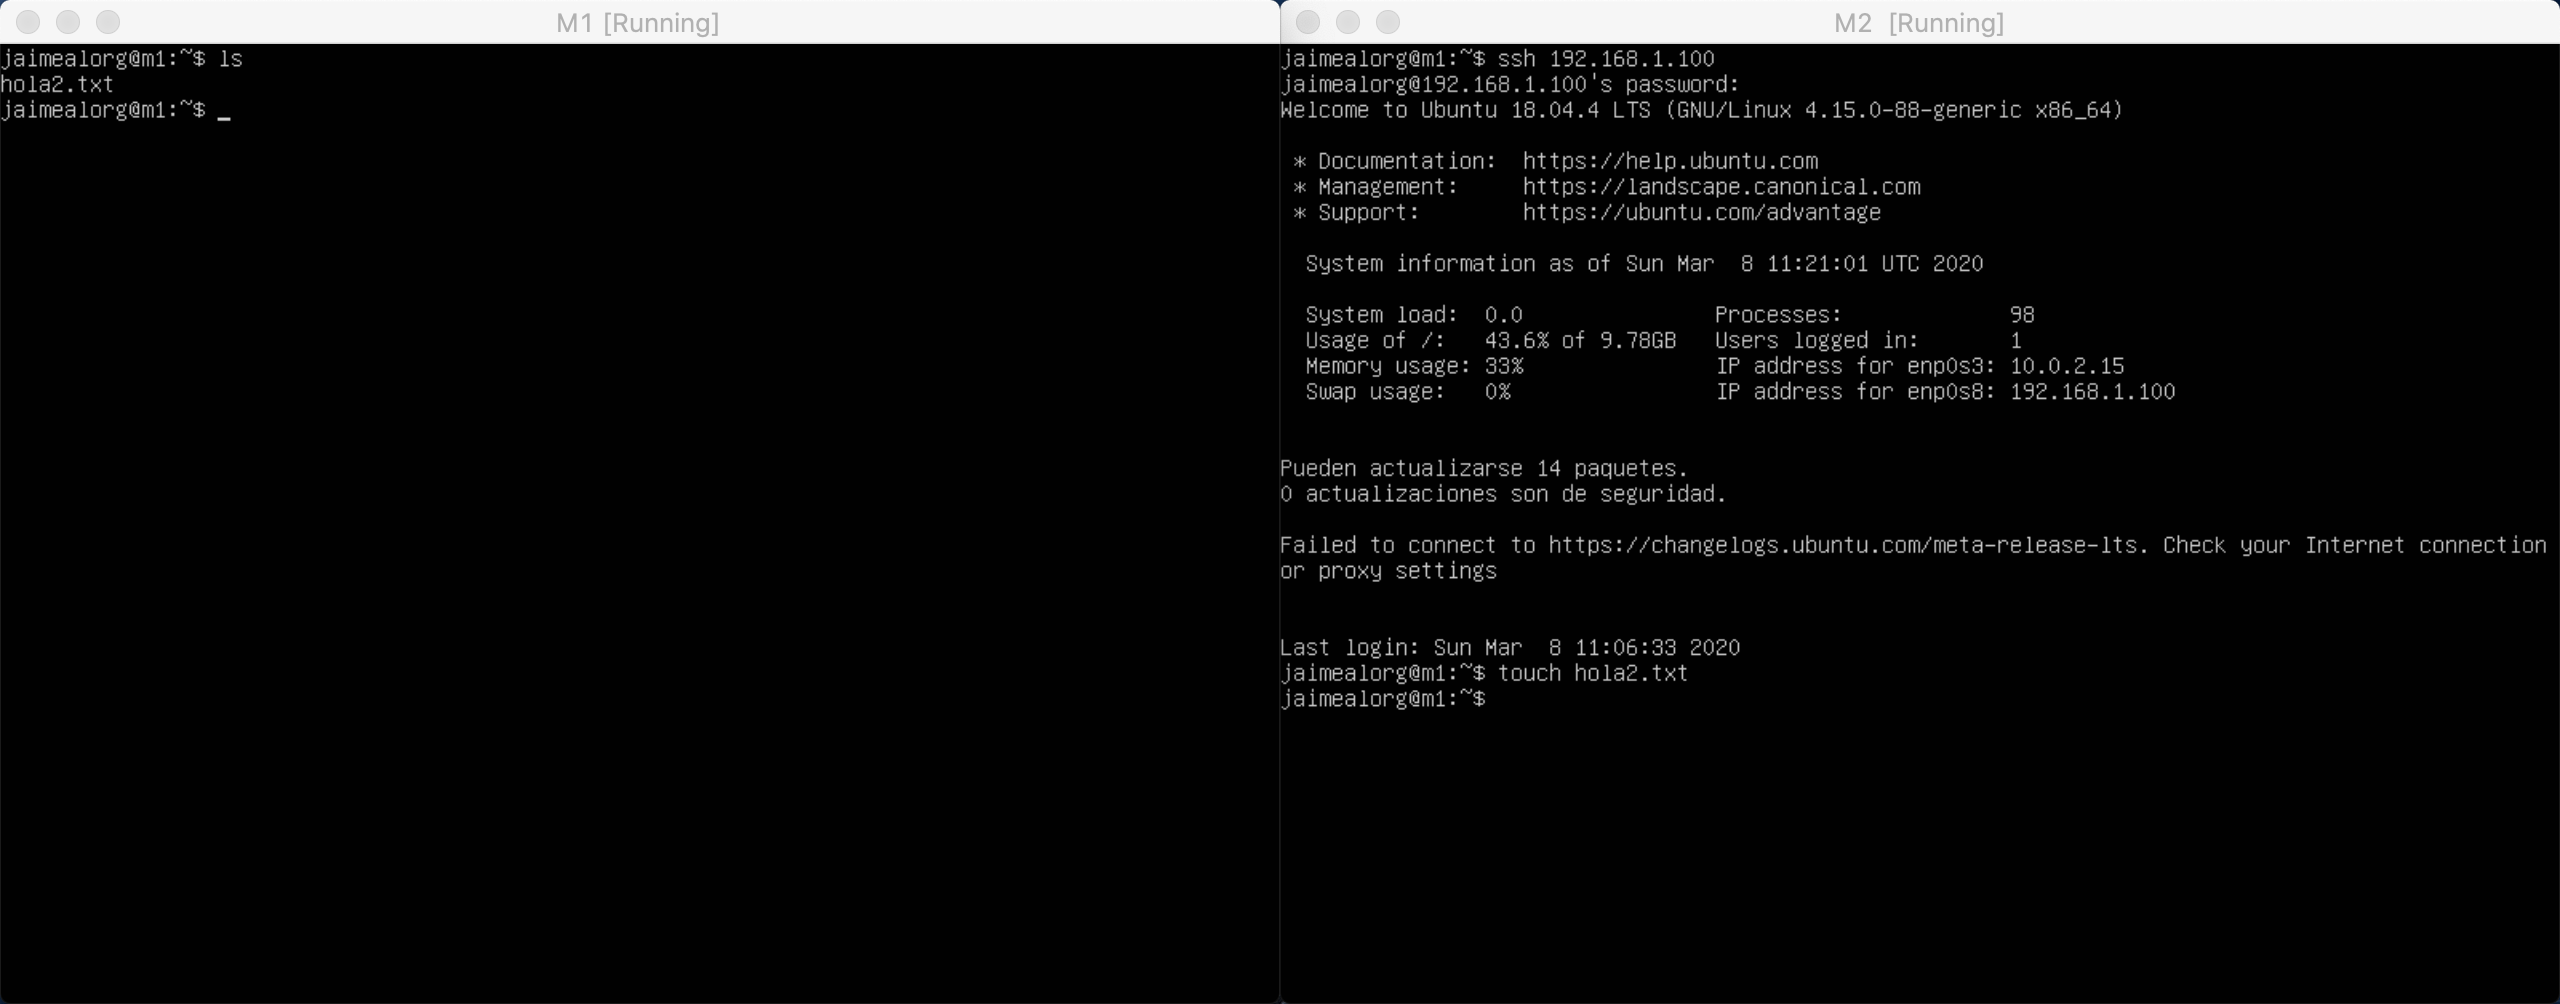 M1 [Running]
jaimealorg@m1:~$ ls
hola2.txt
jaimealorg@m1:~$ _
M2 [Running]
jaimealorg@m1:~$ ssh 192.168.1.100
jaimealorg@192.168.1.100's password:
Welcome to Ubuntu 18.04.4 LTS (GNU/Linux 4.15.0-88-generic x86_64)
* Documentation:  https://help.ubuntu.com
* Management:     https://landscape.canonical.com
* Support:        https://ubuntu.com/advantage
System information as of Sun Mar  8 11:21:01 UTC 2020
System load:  0.0               Processes:             98
Usage of /:   43.6% of 9.78GB   Users logged in:       1
Memory usage: 33%               IP address for enp0s3: 10.0.2.15
Swap usage:   0%                IP address for enp0s8: 192.168.1.100
Pueden actualizarse 14 paquetes.
0 actualizaciones son de seguridad.
Failed to connect to https://changelogs.ubuntu.com/meta-release-lts. Check your Internet connection
or proxy settings
Last login: Sun Mar  8 11:06:33 2020
jaimealorg@m1:~$ touch hola2.txt
jaimealorg@m1:~$